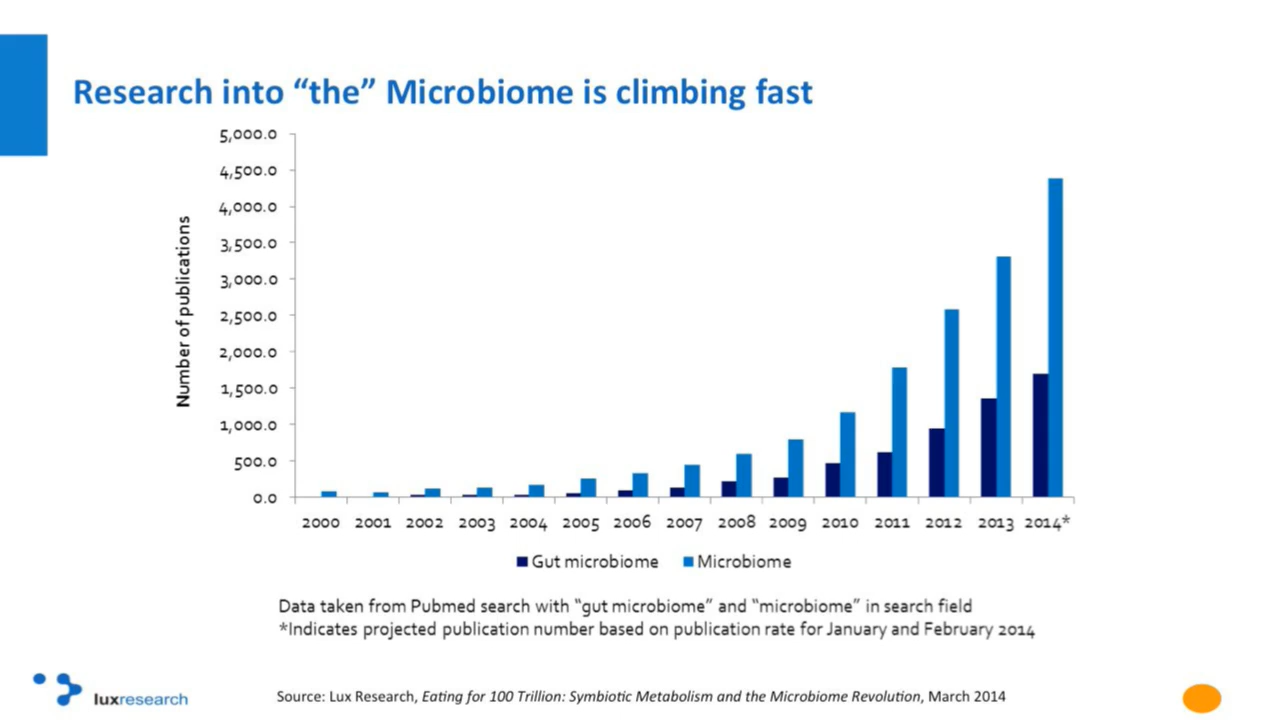 Research into “the” Microbiome is climbing fast
Number of publications
5,000.0
4,500.0
4,000.0
3,500.0
3,000.0
2,500.0
2,000.0
1,500.0
1,000.0
500.0
0.0
2000 2001 2002 2003 2004 2005 2006 2007 2008 2009 2010 2011 2012 2013 2014*
Gut microbiome Microbiome
Data taken from Pubmed search with “gut microbiome” and “microbiome” in search field
*Indicates projected publication number based on publication rate for January and February 2014
luxresearch
Source: Lux Research, Eating for 100 Trillion: Symbiotic Metabolism and the Microbiome Revolution, March 2014